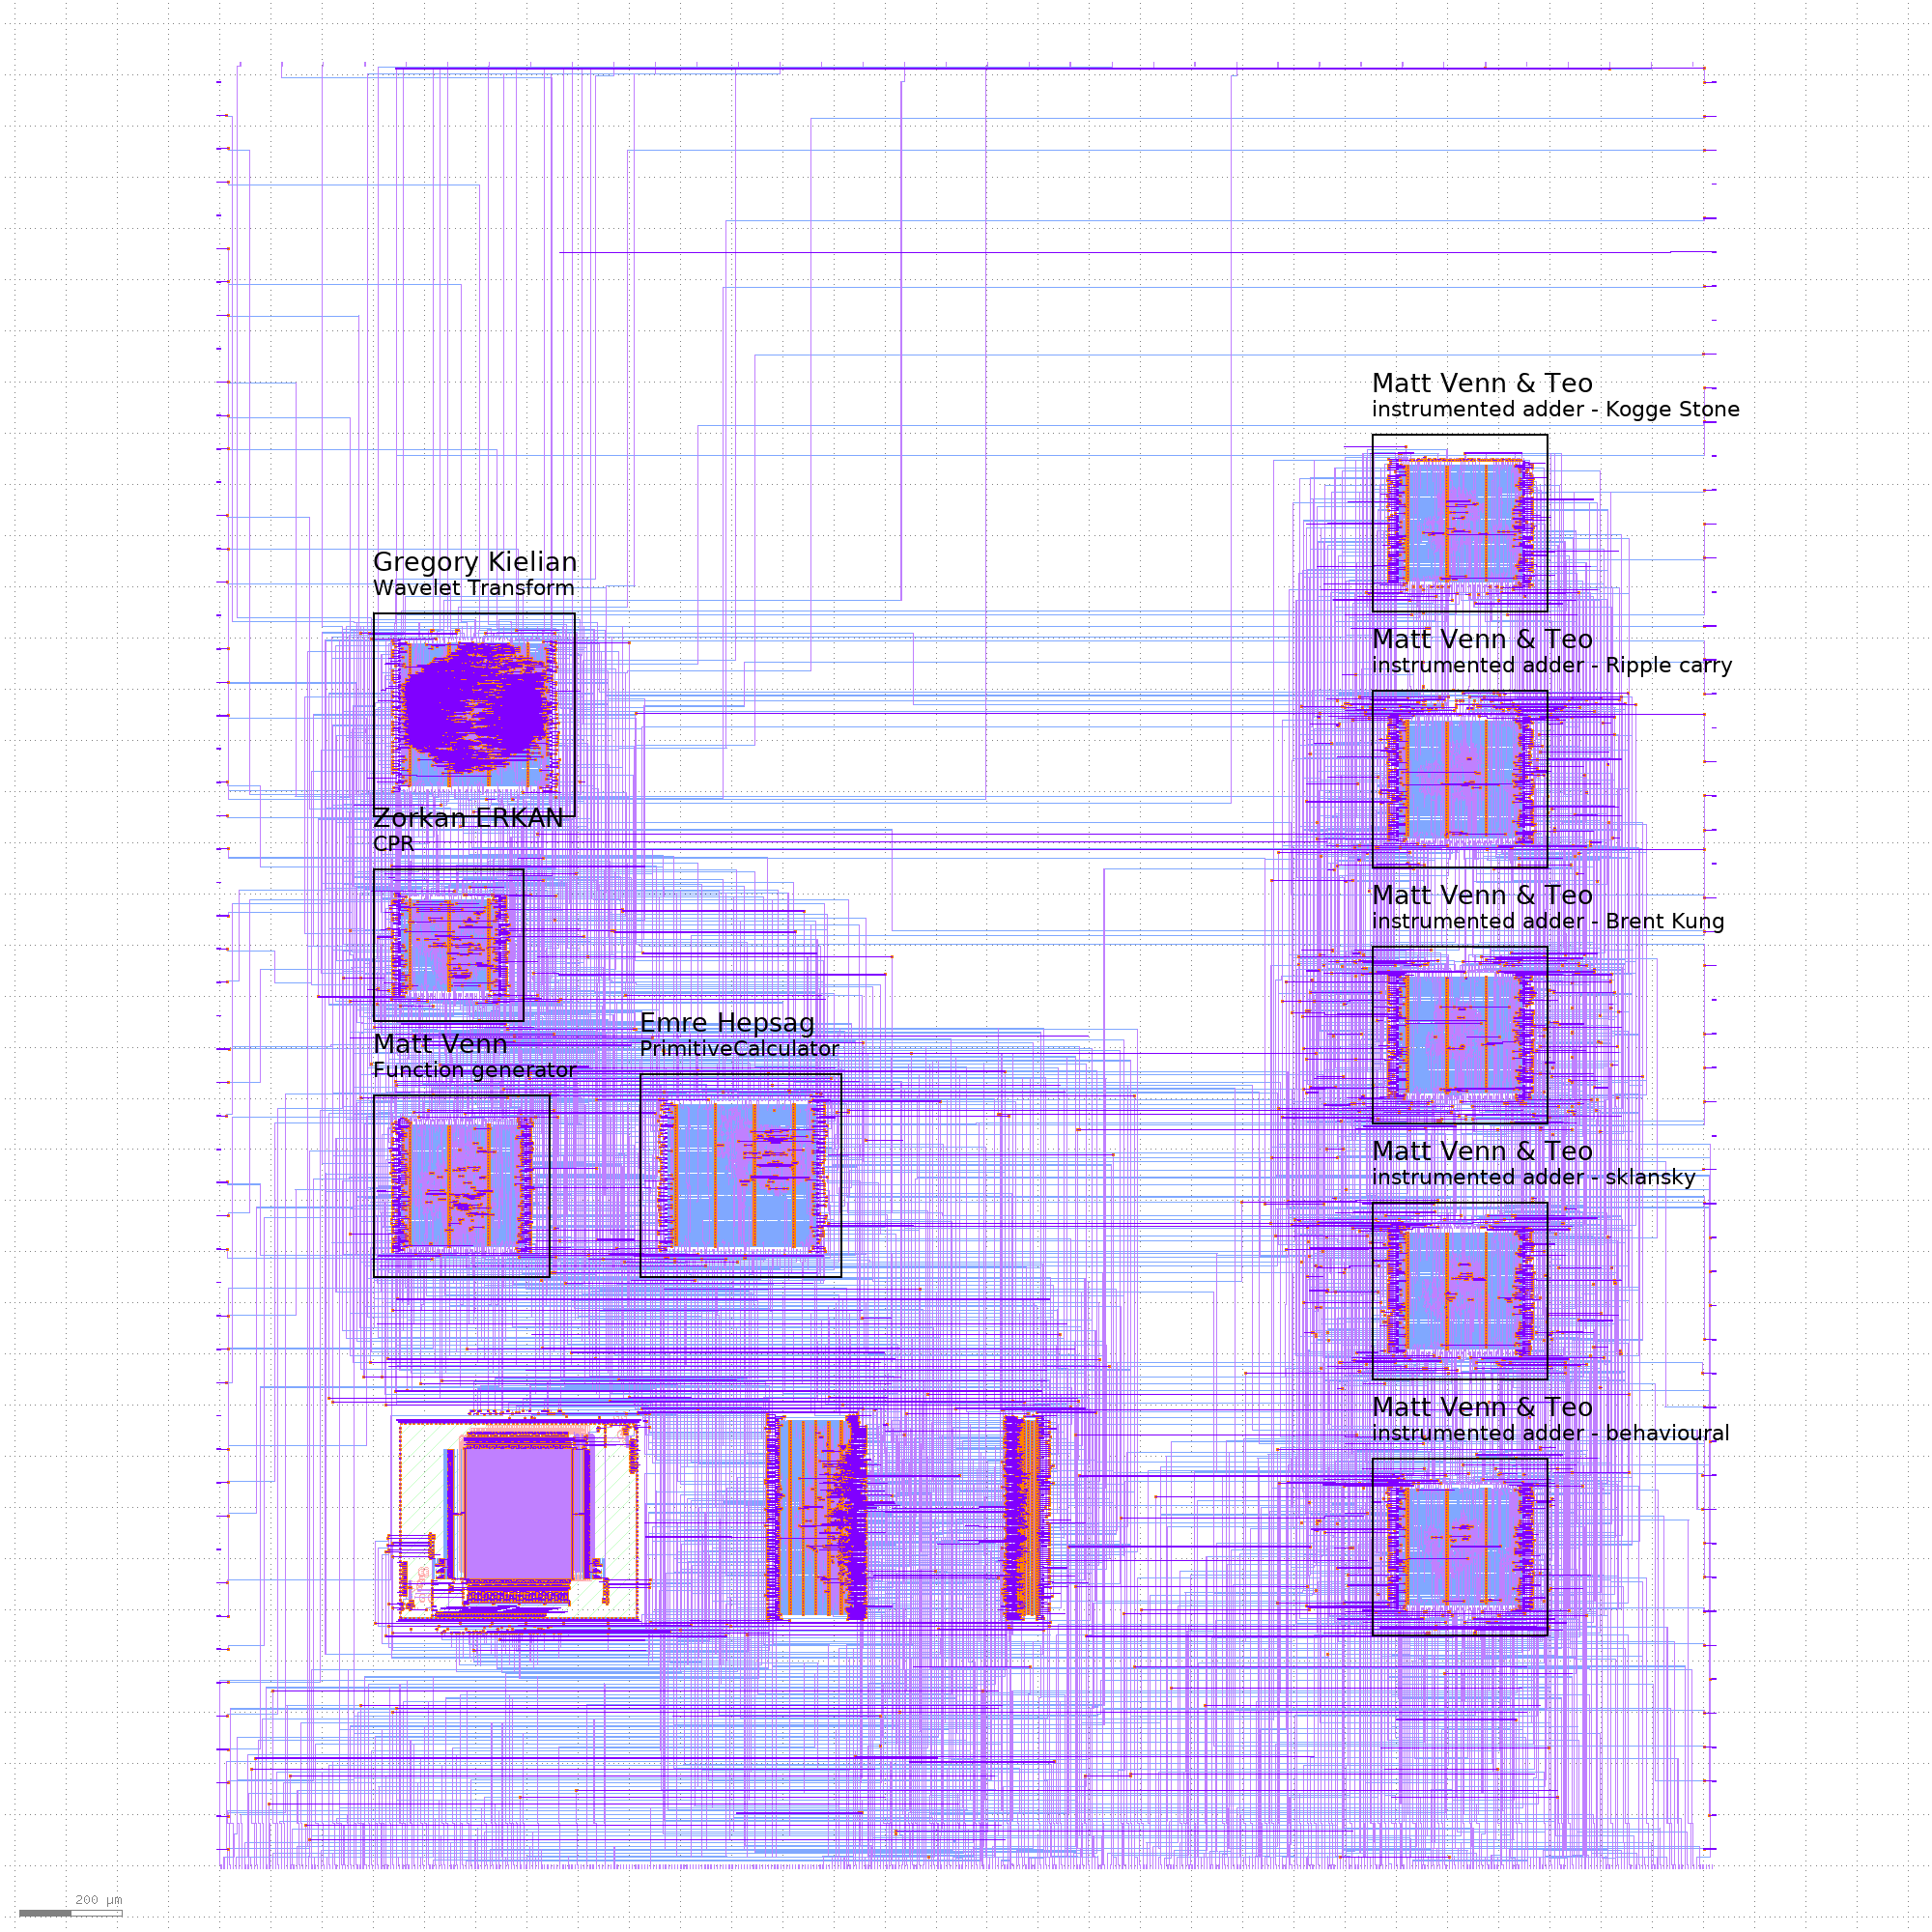 Matt Venn & Teo
instrumented adder - Kogge Stone
Gregory Kielian
Wavelet Transform
Matt Venn & Teo
instrumented adder - Ripple carry
Zorkan ERKAN
CPR
Matt Venn & Teo
instrumented adder - Brent Kung
Emre Hepsag
PrimitiveCalculator
Matt Venn
Function generator
Matt Venn & Teo
instrumented adder - sklansky
Matt Venn & Teo
instrumented adder - behavioural
200 µm